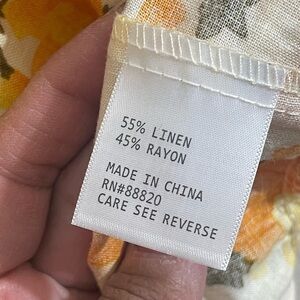 55% LINEN
45% RAYON
MADE IN CHINA
RN#88820
CARE SEE REVERSE